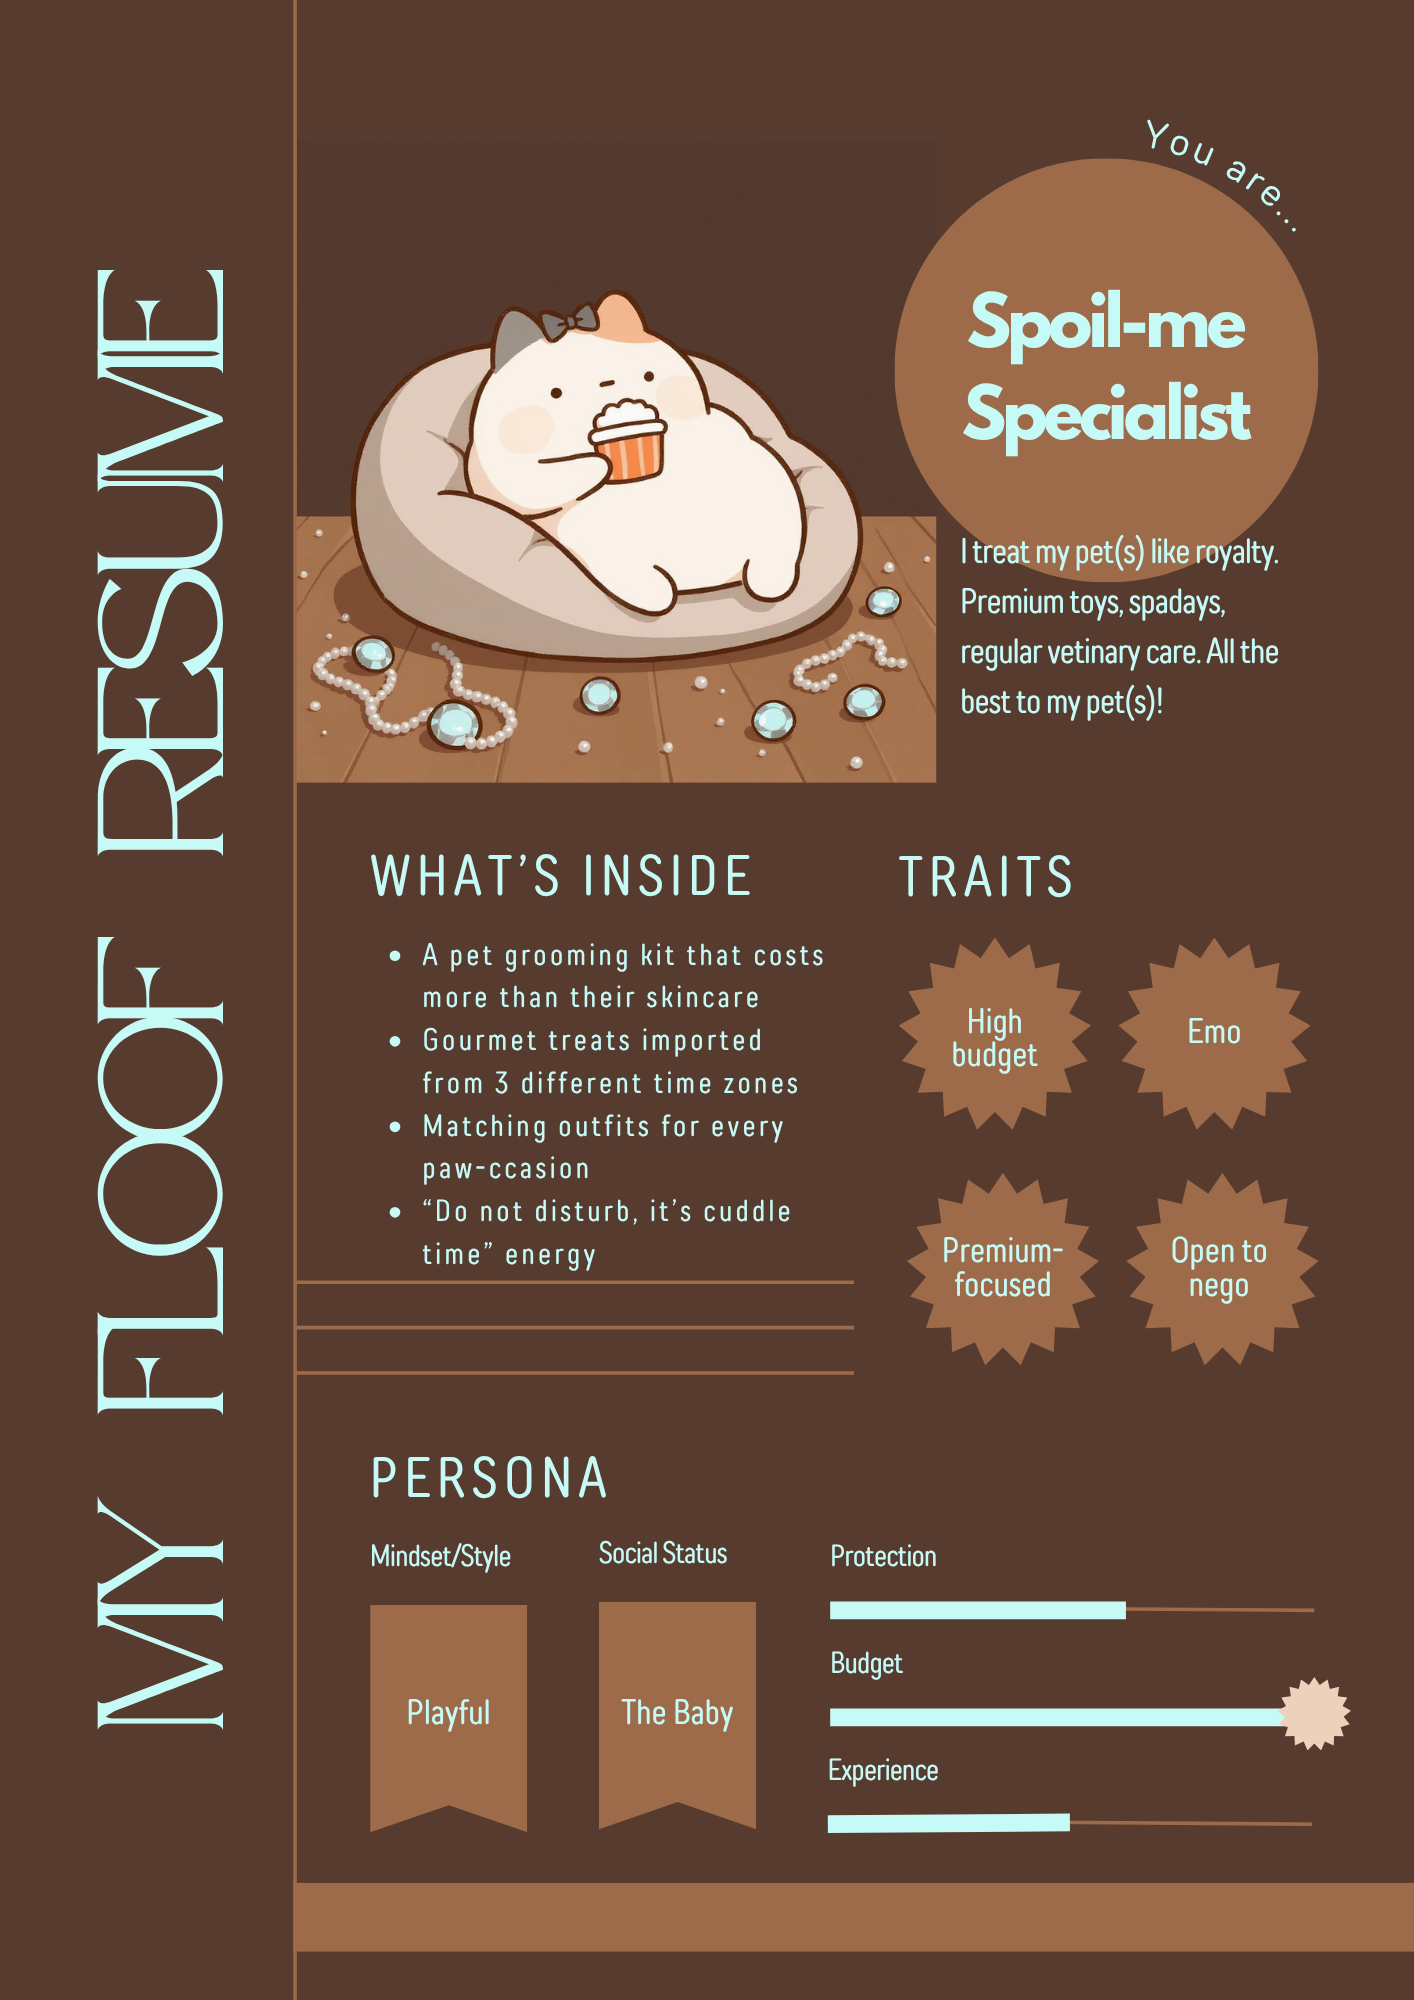 MY FLOOF RESUME
You are...
Spoil-me
Specialist
I treat my pet(s) like royalty.
Premium toys, spadays,
regular vetinary care. All the
best to my pet(s)!
WHAT’S INSIDE
• A pet grooming kit that costs
more than their skincare
• Gourmet treats imported
from 3 different time zones
• Matching outfits for every
paw-ccasion
• “Do not disturb, it’s cuddle
time” energy
TRAITS
High
budget
Emo
Premium-
focused
Open to
nego
PERSONA
Mindset/Style
Playful
Social Status
The Baby
Protection
Budget
Experience